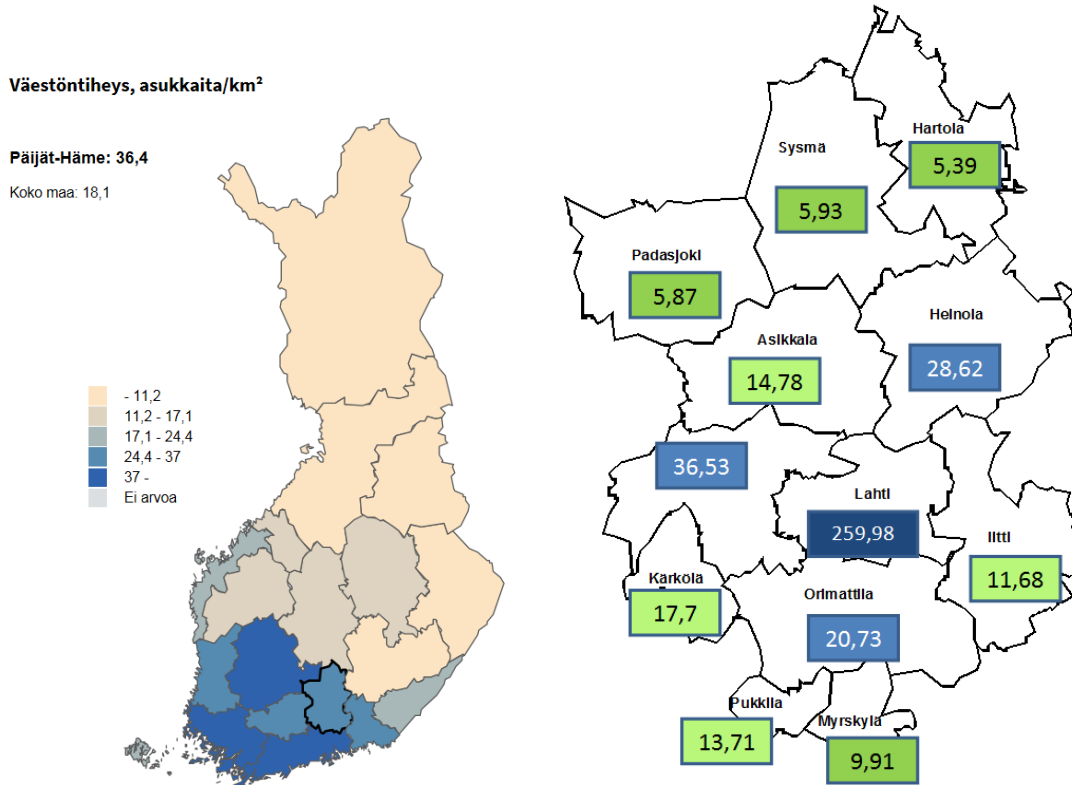 Väestöntiheys, asukkaita/km²
Päijät-Häme: 36,4
Koko maa: 18,1
- 11,2
11,2 - 17,1
17,1 - 24,4
24,4 - 37
37 -
Ei arvoa
Hartola
5,39
Sysmä
5,93
Padasjoki
5,87
Heinola
28,62
Asikkala
14,78
36,53
Lahti
259,98
Iitti
11,68
Kärkölä
17,7
Orimattila
20,73
Pukkila
13,71
Myrskylä
9,91